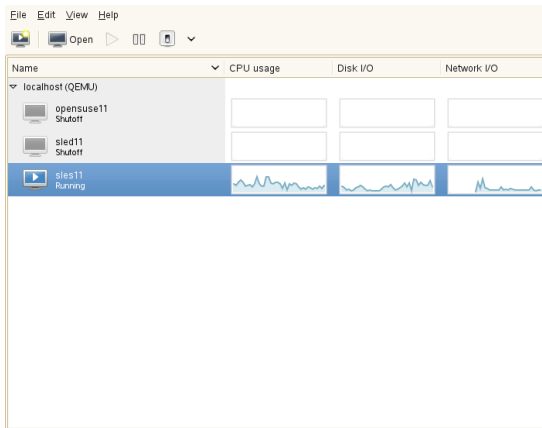 File Edit View Help
Open
Name CPU usage Disk I/O Network I/O
localhost (QEMU)
opensuse11
Shutoff
sled11
Shutoff
sles11
Running